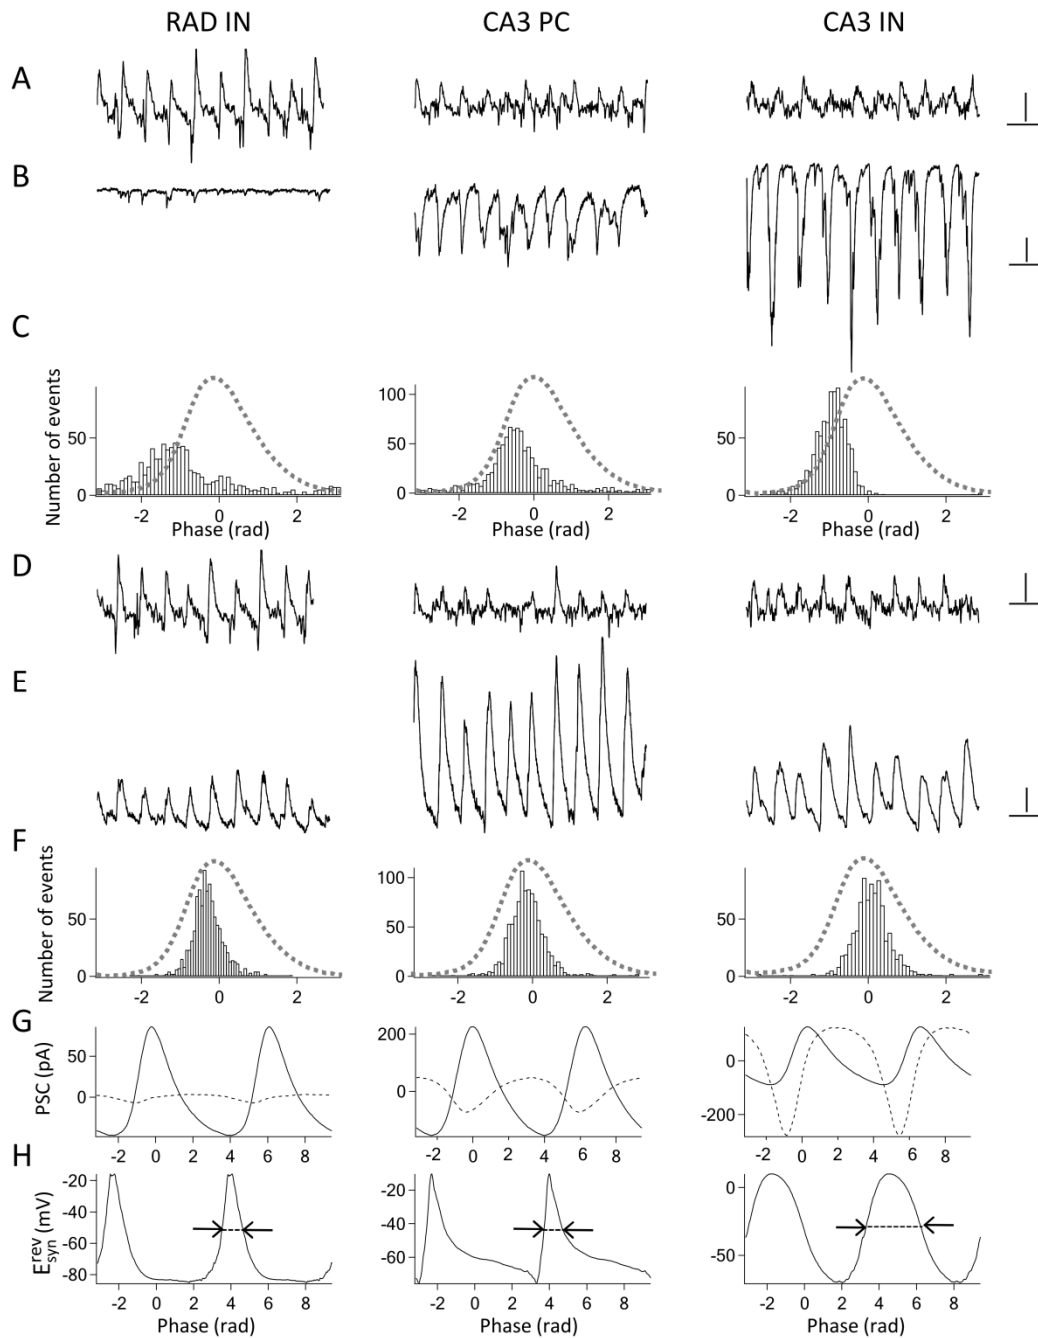 RAD IN CA3 PC CA3 IN
A
B
C
Number of events
50
0
-2 0 2
Phase (rad)
100
50
0
-2 0 2
Phase (rad)
50
0
-2 0 2
Phase (rad)
D
E
F
Number of events
50
0
-2 0 2
100
50
0
-2 0 2
50
0
-2 0 2
G
PSC (pA)
50
0
-2 0 2 4 6 8
200
0
-2 0 2 4 6 8
0
-200
-2 0 2 4 6 8
H
E rev syn (mV)
-20
-40
-60
-80
-2 0 2 4 6 8
Phase (rad)
-20
-40
-60
-2 0 2 4 6 8
Phase (rad)
0
-50
-2 0 2 4 6 8
Phase (rad)